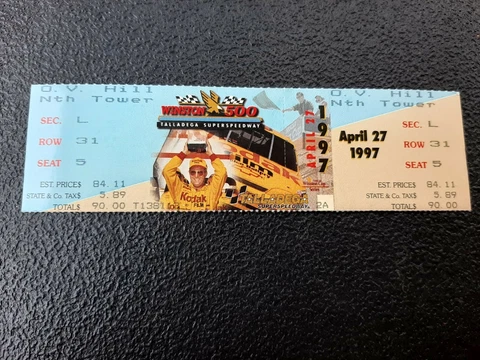 O.V. Hill
Nth Tower
SEC. L
ROW 31
SEAT 5
EST. PRICE$ 84.11
STATE & Co. TAX$ 5.89
TOTAL$ 90.00
WINSTON 500
TALLADEGA SUPERSPEEDWAY
Kodak
FILM
APRIL 27
1997
TALLADEGA
SUPERSPEEDWAY
April 27
1997
O.V. Hill
Nth Tower
SEC. L
ROW 31
SEAT 5
EST. PRICE$ 84.11
STATE & Co. TAX$ 5.89
TOTAL$ 90.00